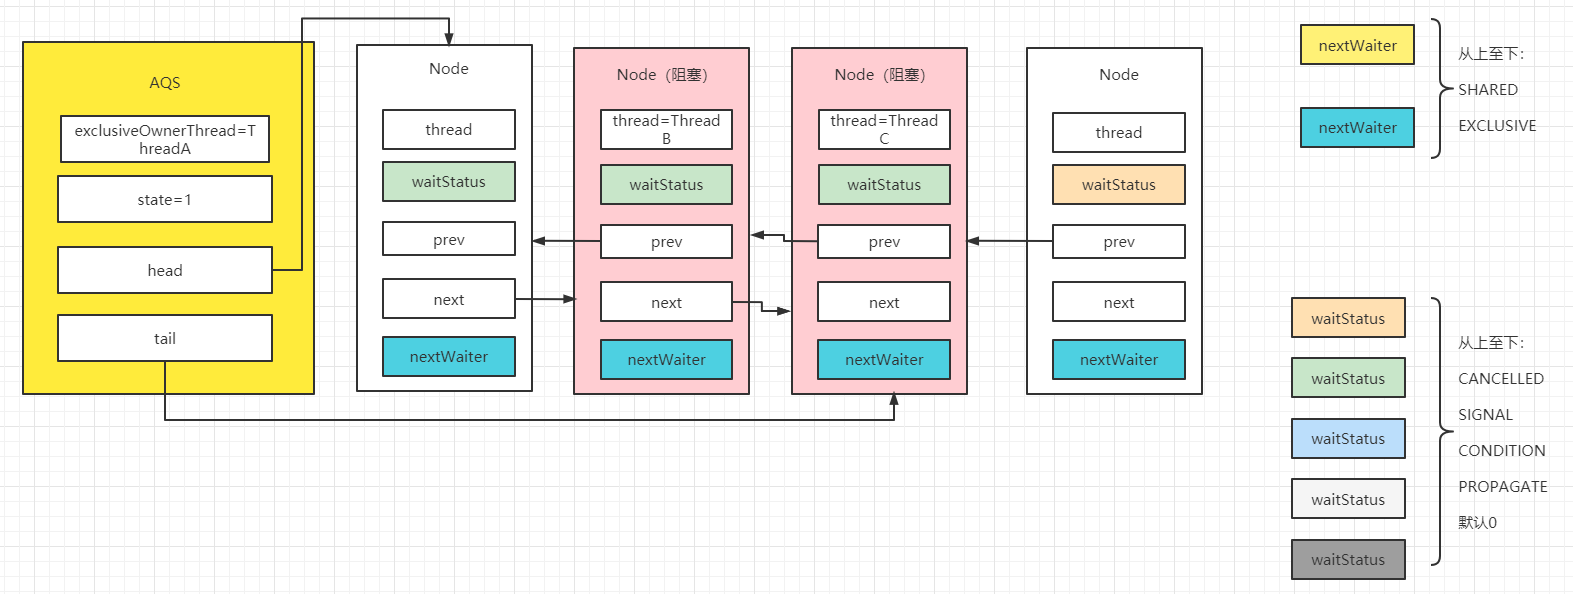 AQS
exclusiveOwnerThread=T
hreadA
state=1
head
tail
Node
thread
waitStatus
prev
next
nextWaiter
Node（阻塞）
thread=Thread
B
waitStatus
prev
next
nextWaiter
Node（阻塞）
thread=Thread
C
waitStatus
prev
next
nextWaiter
Node
thread
waitStatus
prev
next
nextWaiter
nextWaiter
nextWaiter
从上至下：
SHARED
EXCLUSIVE
waitStatus
waitStatus
waitStatus
waitStatus
waitStatus
从上至下：
CANCELLED
SIGNAL
CONDITION
PROPAGATE
默认0